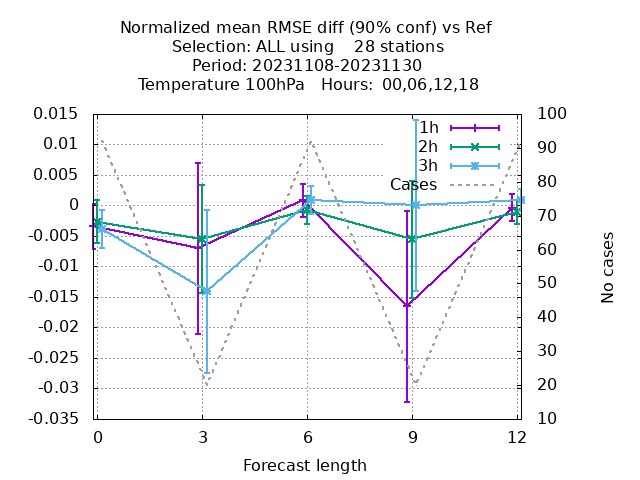 Normalized mean RMSE diff (90% conf) vs Ref
Selection: ALL using    28 stations
Period: 20231108-20231130
Temperature 100hPa   Hours: 00,06,12,18
0.015
0.01
0.005
0
-0.005
-0.01
-0.015
-0.02
-0.025
-0.03
-0.035
1h
2h
3h
Cases
100
90
80
70
60
50
40
30
20
10
No cases
0 3 6 9 12
Forecast length